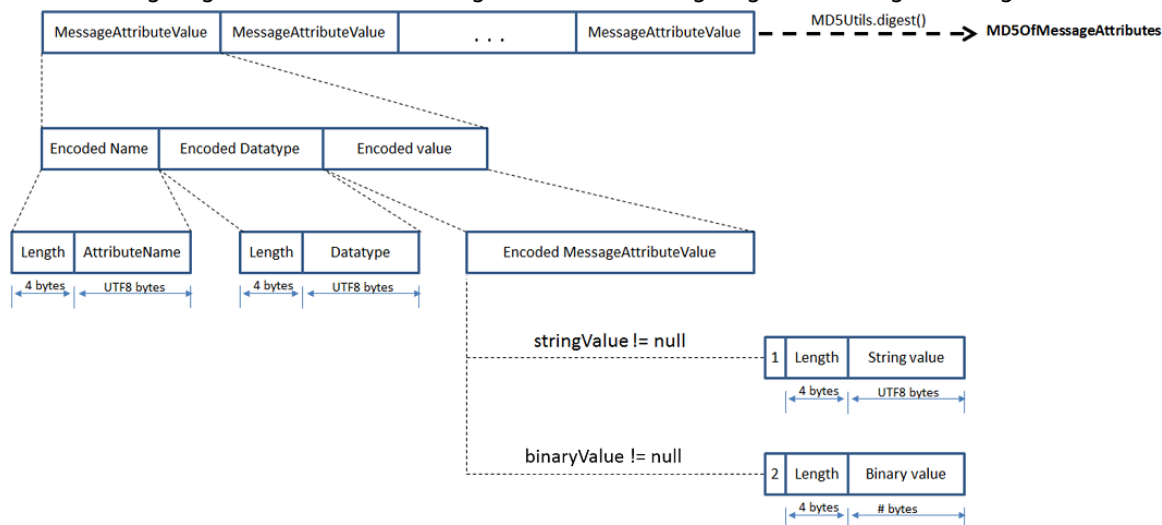 MD5Utils.digest()
MessageAttributeValue MessageAttributeValue . . . MessageAttributeValue MD5OfMessageAttributes
Encoded Name Encoded Datatype Encoded value
Length AttributeName Length Datatype Encoded MessageAttributeValue
4 bytes UTF8 bytes 4 bytes UTF8 bytes
stringValue != null
1 Length String value
4 bytes UTF8 bytes
binaryValue != null
2 Length Binary value
4 bytes # bytes